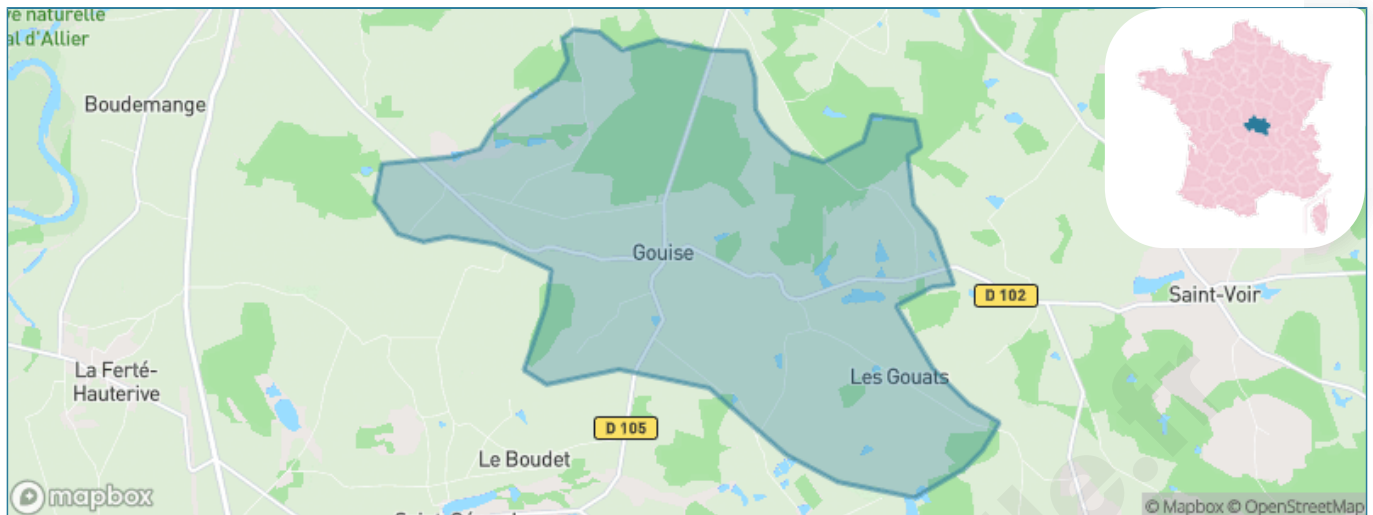 ve naturelle
al d'Allier
Boudemange
Gouise
D 102
Saint-Voir
La Ferté-
Hauterive
Les Gouats
D 105
Le Boudet
mapbox
© Mapbox © OpenStreetMap